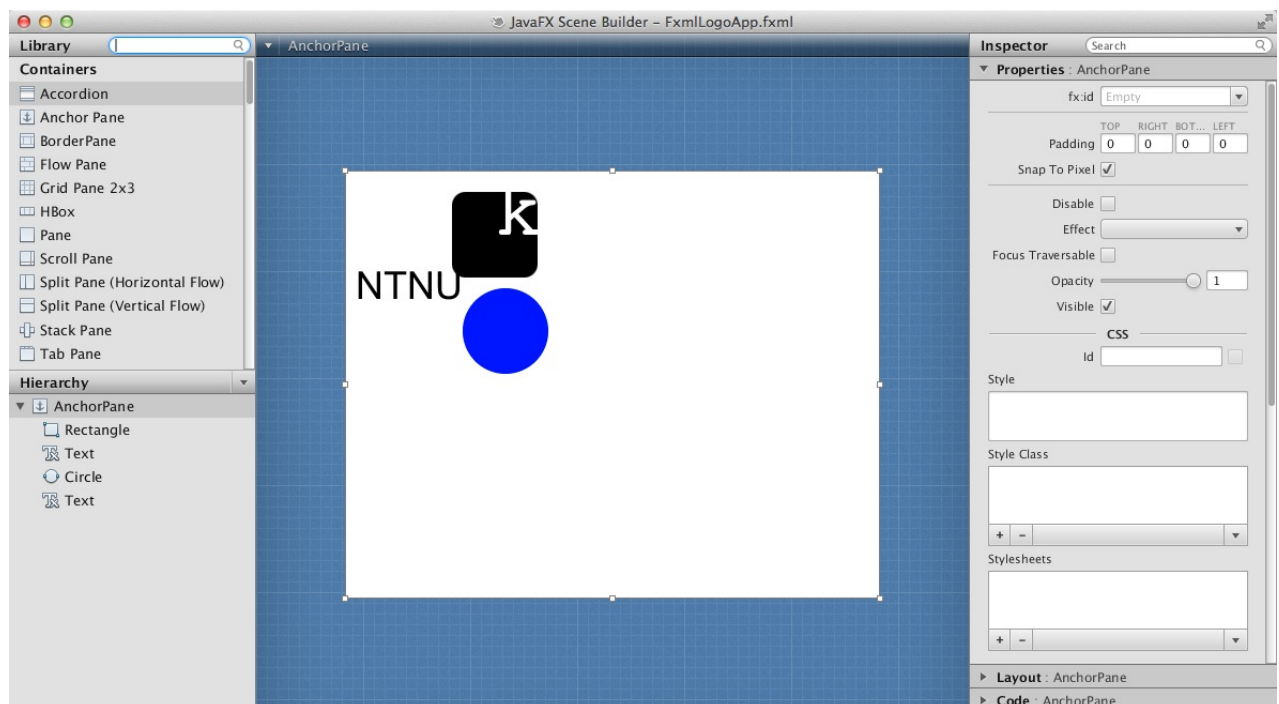 JavaFX Scene Builder – FxmlLogoApp.fxml
Library
Containers
Accordion
Anchor Pane
BorderPane
Flow Pane
Grid Pane 2x3
HBox
Pane
Scroll Pane
Split Pane (Horizontal Flow)
Split Pane (Vertical Flow)
Stack Pane
Tab Pane
Hierarchy
AnchorPane
Rectangle
Text
Circle
Text
AnchorPane
k
NTNU
Inspector Search
Properties : AnchorPane
fx:id Empty
TOP RIGHT BOT... LEFT
Padding 0 0 0 0
Snap To Pixel
Disable
Effect
Focus Traversable
Opacity 1
Visible
CSS
Id
Style
Style Class
+ –
Stylesheets
+ –
Layout : AnchorPane
Code : AnchorPane